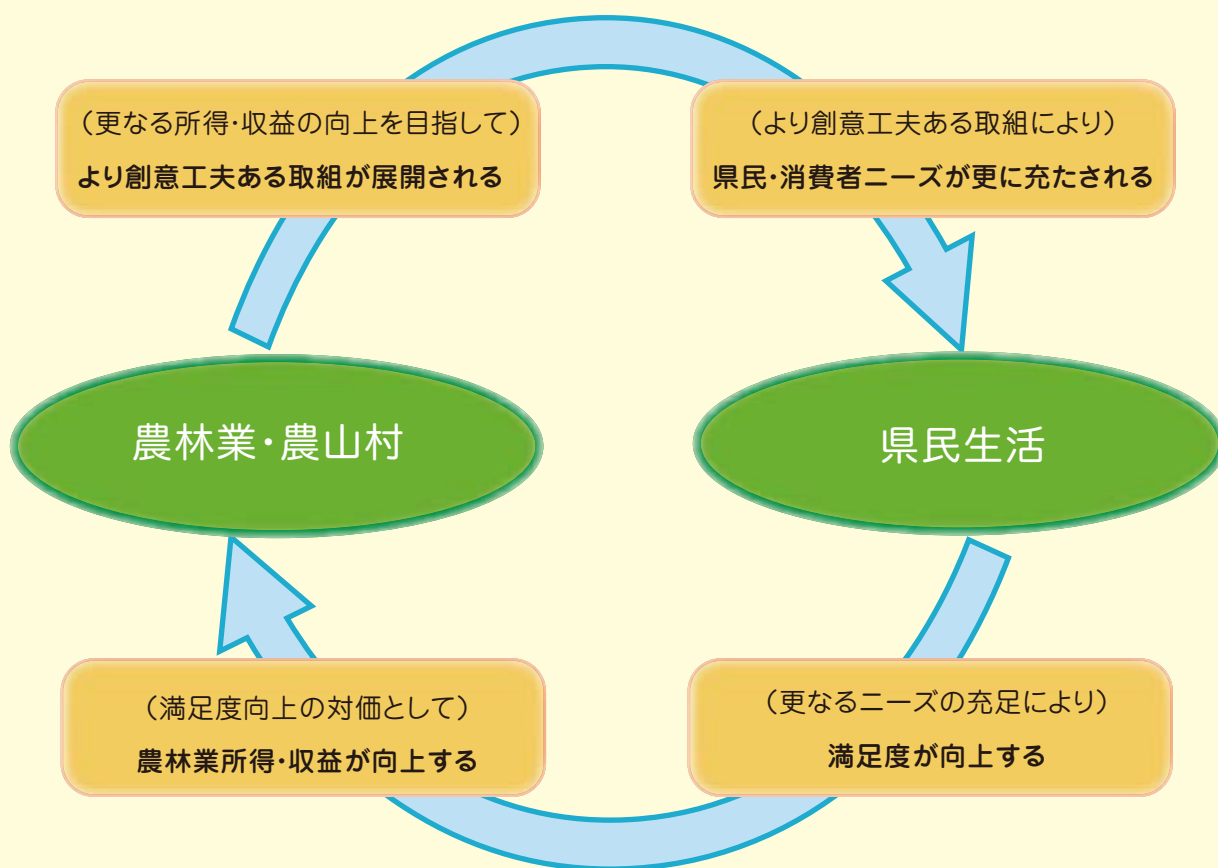 （更なる所得・収益の向上を目指して）
より創意工夫ある取組が展開される
（より創意工夫ある取組により）
県民・消費者ニーズが更に充たされる
農林業・農山村
県民生活
（満足度向上の対価として）
農林業所得・収益が向上する
（更なるニーズの充足により）
満足度が向上する